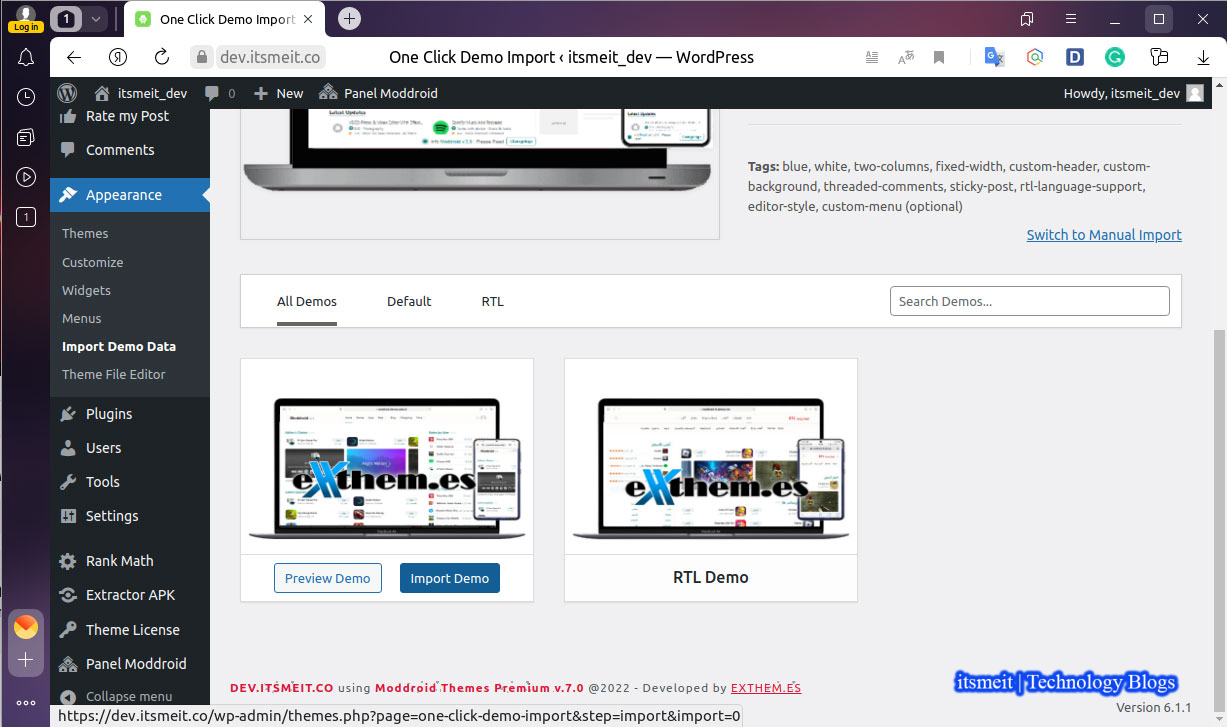 Log in
1
One Click Demo Import
dev.itsmeit.co
One Click Demo Import ‹ itsmeit_dev — WordPress
itsmeit_dev
0
New
Panel Moddroid
Howdy, itsmeit_dev
1
Rate my Post
Comments
Appearance
Themes
Customize
Widgets
Menus
Import Demo Data
Theme File Editor
Plugins
Users
Tools
Settings
Rank Math
Extractor APK
Theme License
Panel Moddroid
Collapse menu
Latest Updates
Tags: blue, white, two-columns, fixed-width, custom-header, custom-
background, threaded-comments, sticky-post, rtl-language-support,
editor-style, custom-menu (optional)
Switch to Manual Import
All Demos
Default
RTL
Search Demos...
eXthem.es
eXthem.es
Preview Demo
Import Demo
RTL Demo
DEV.ITSMEIT.CO using Moddroid Themes Premium v.7.0 @2022 - Developed by EXTHEM.ES
itsmeit | Technology Blogs
Version 6.1.1
https://dev.itsmeit.co/wp-admin/themes.php?page=one-click-demo-import&step=import&import=0